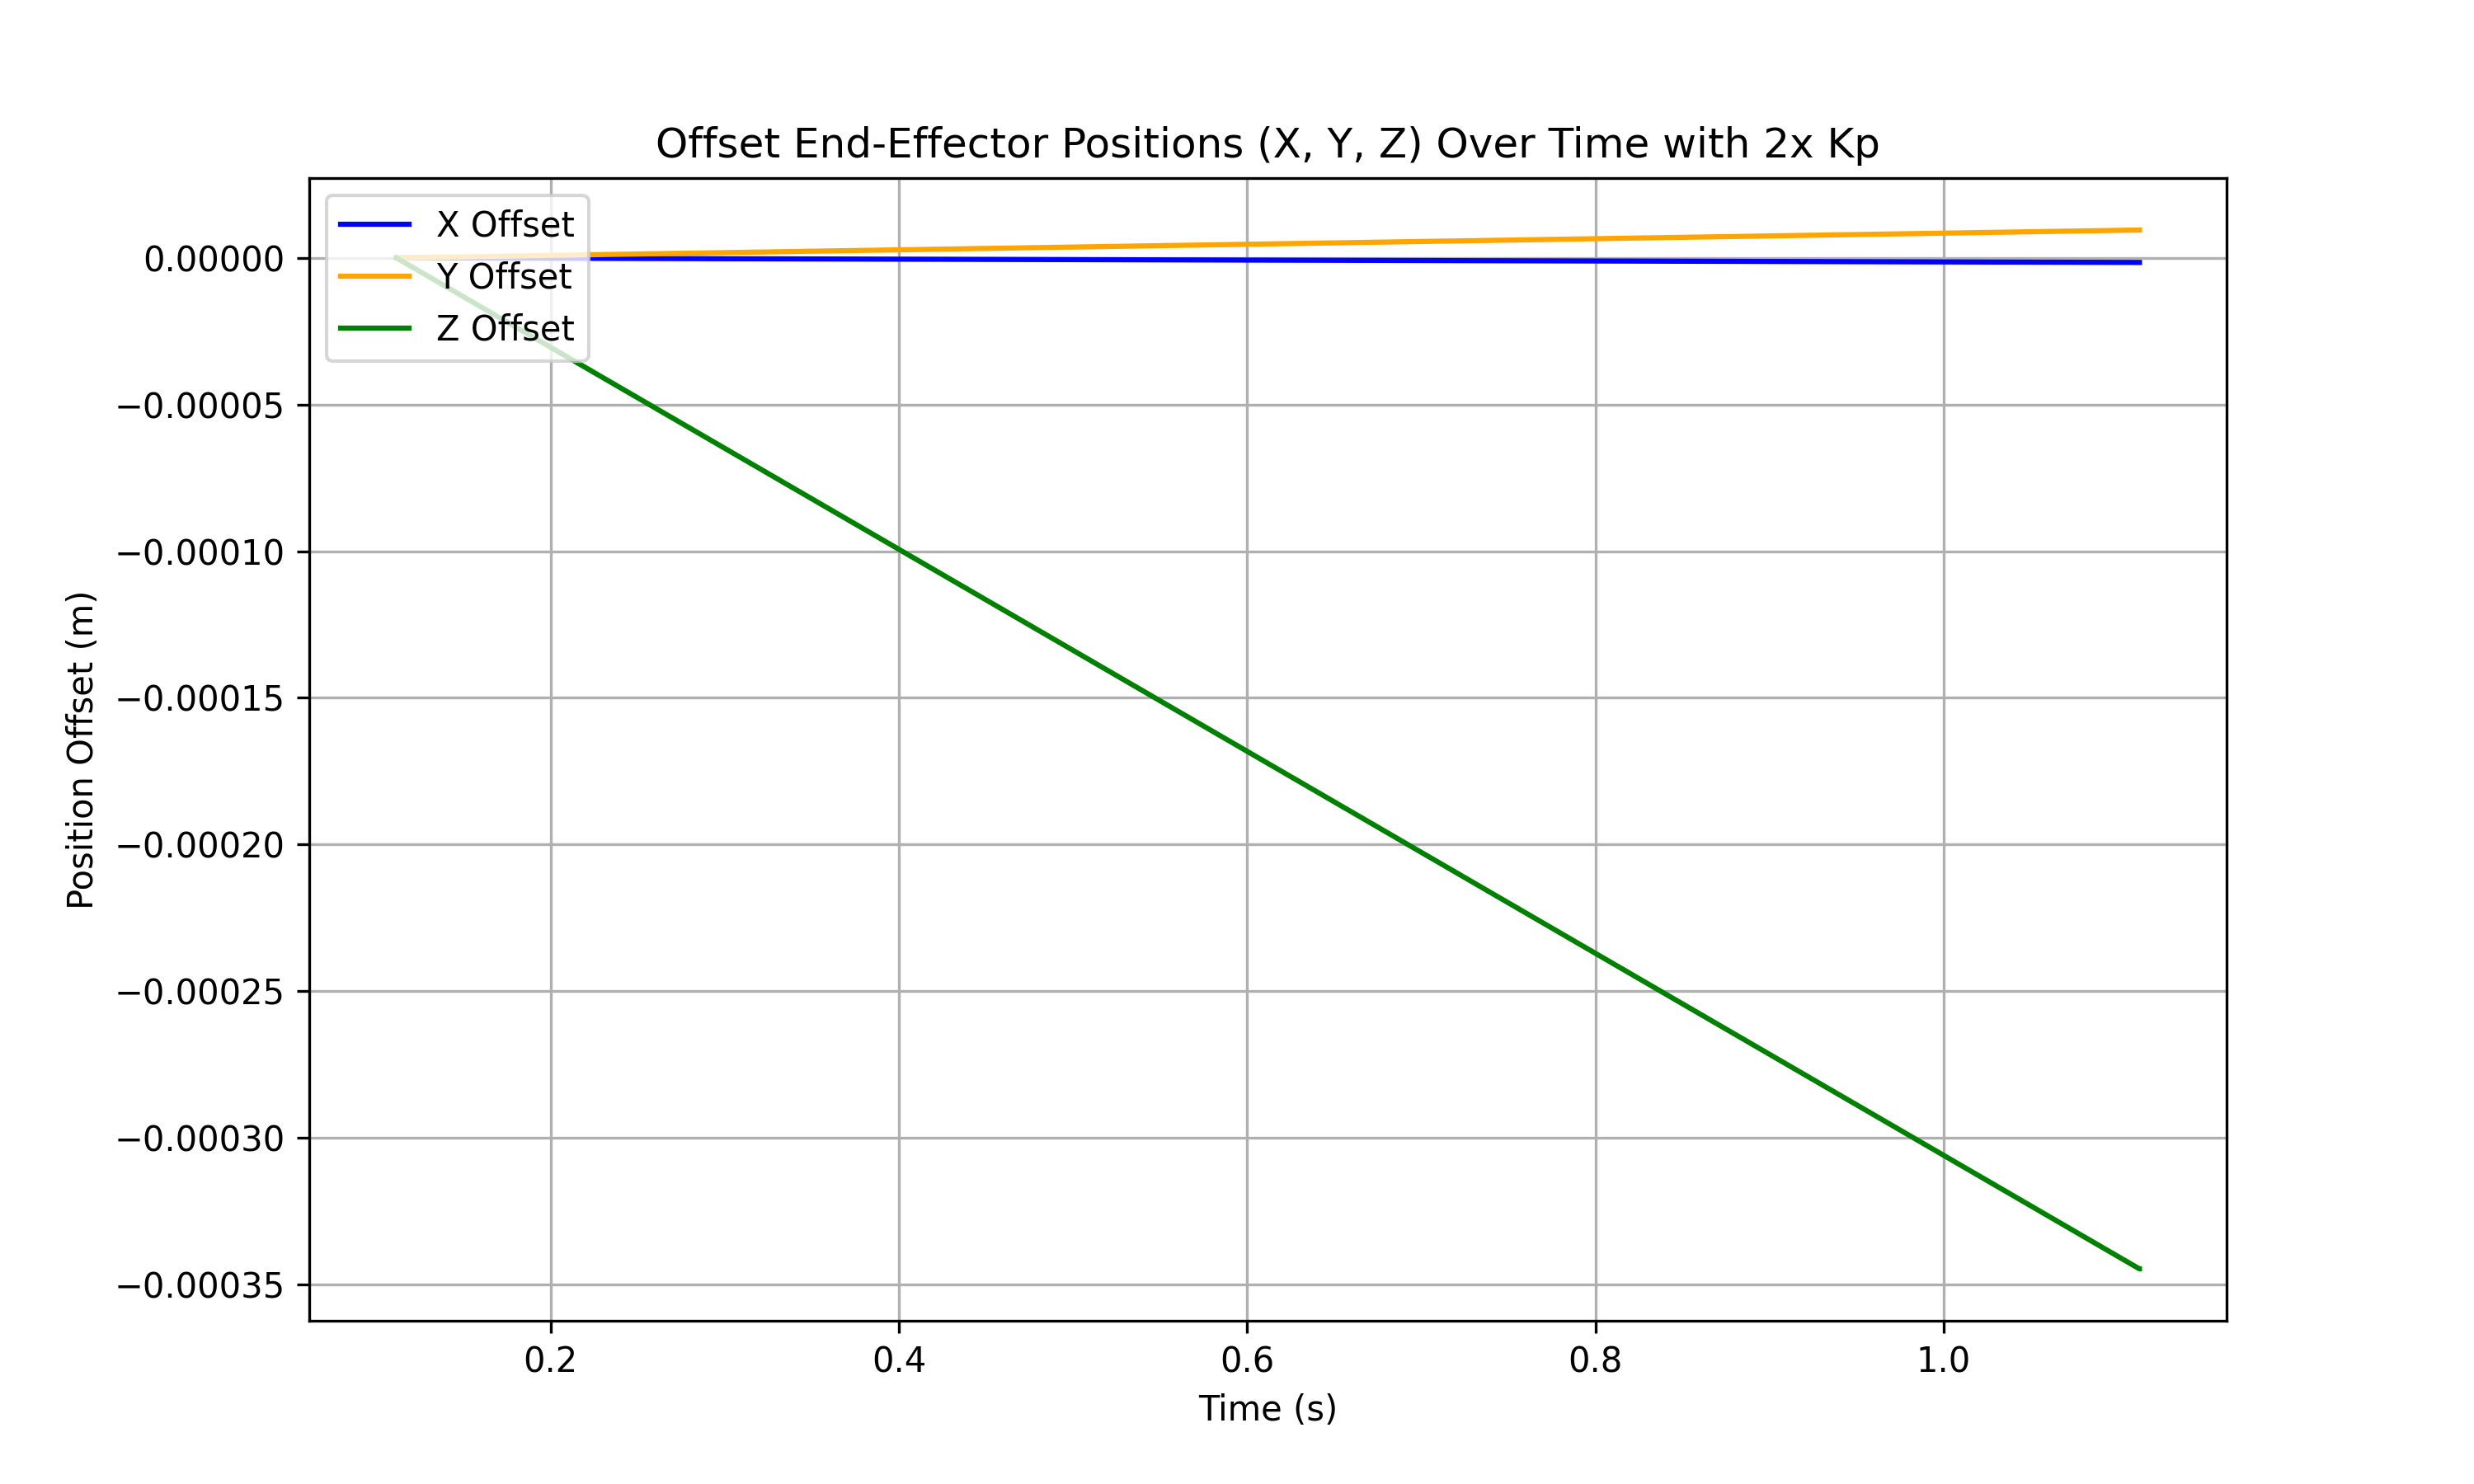 Offset End-Effector Positions (X, Y, Z) Over Time with 2x Kp
X Offset
Y Offset
Z Offset
0.00000
−0.00005
−0.00010
−0.00015
−0.00020
−0.00025
−0.00030
−0.00035
Position Offset (m)
0.2 0.4 0.6 0.8 1.0
Time (s)